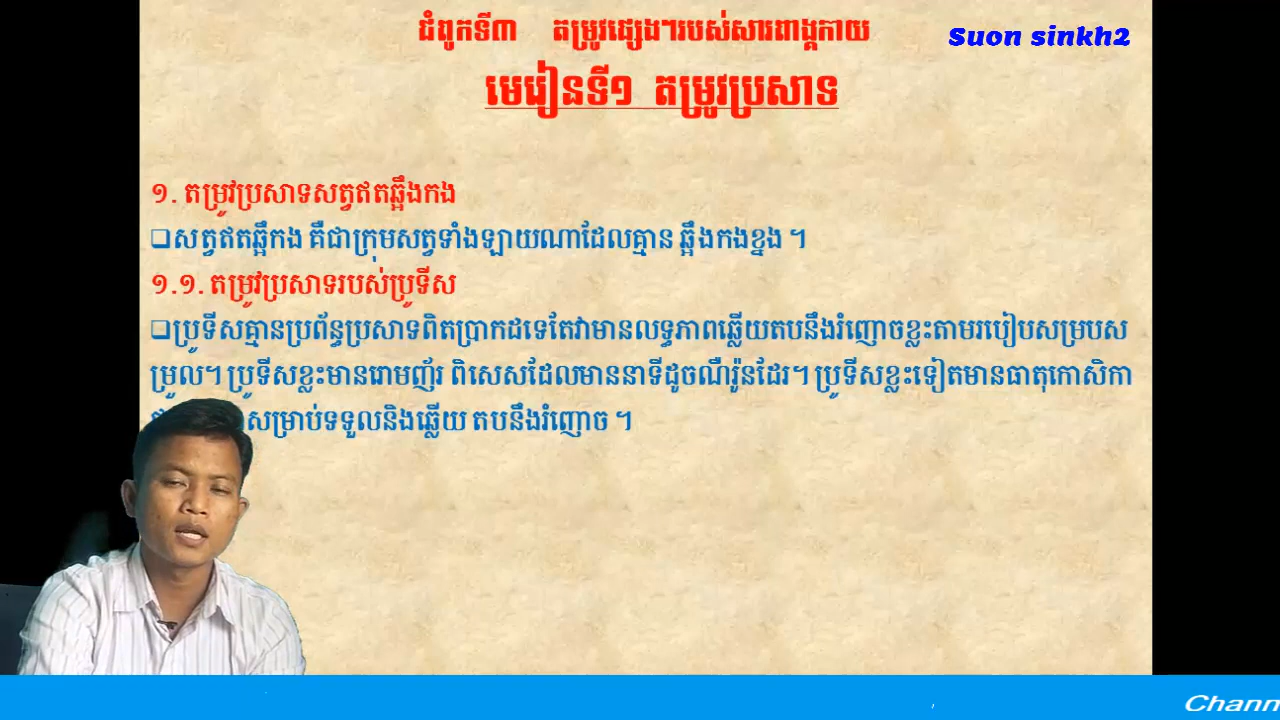 ជំពូកទី៣ តម្រូវផ្សេងៗរបស់សារពាង្គកាយ
Suon sinkh2
មេរៀនទី១ តម្រូវប្រសាទ
១. តម្រូវប្រសាទសត្វឥតឆ្អឹងកង
❑សត្វឥតឆ្អឹកង គឺជាក្រុមសត្វទាំងឡាយណាដែលគ្មាន ឆ្អឹងកងខ្នង ។
១.១. តម្រូវប្រសាទរបស់ប្រូទីស
❑ប្រូទីសគ្មានប្រព័ន្ធប្រសាទពិតប្រាកដទេតែវាមានលទ្ធភាពឆ្លើយតបនឹងរំញោចខ្លះតាមរបៀបសម្របស
ម្រួល។ ប្រូទីសខ្លះមានរោមញ័រ ពិសេសដែលមាននាទីដូចណឺរ៉ូនដែរ។ ប្រូទីសខ្លះទៀតមានធាតុកោសិកា
សម្រាប់ទទួលនិងឆ្លើយ តបនឹងរំញោច ។
Chann